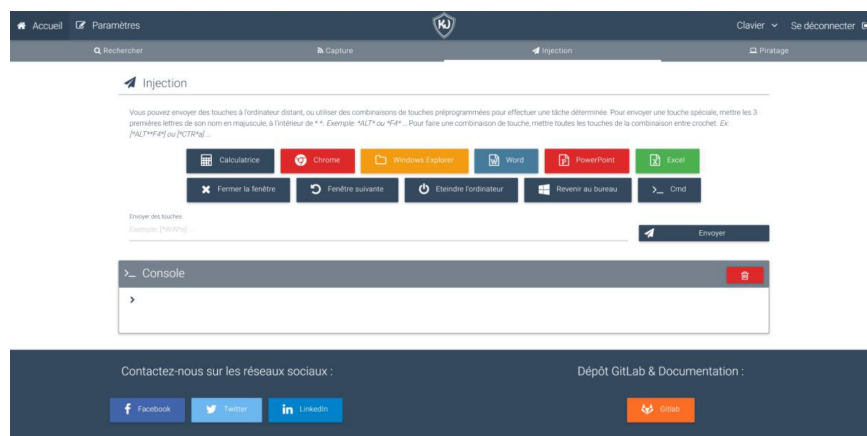 Accueil Paramètres KJ Clavier Se déconnecter
Rechercher Capture Injection Piratage
Injection
Vous pouvez envoyer des touches à l'ordinateur distant, ou utiliser des combinaisons de touches préprogrammées pour effectuer une tâche déterminée. Pour envoyer une touche spéciale, mettre les 3
premières lettres de son nom en majuscule, à l'intérieur de * *. Exemple: *ALT* ou *F4*... Pour faire une combinaison de touche, mettre toutes les touches de la combinaison entre crochet. Ex:
[*ALT**F4*] ou [*CTR*a] ...
Calculatrice Chrome Windows Explorer Word PowerPoint Excel
Fermer la fenêtre Fenêtre suivante Eteindre l'ordinateur Revenir au bureau >_ Cmd
Envoyer des touches
Exemple: [*WIN*s] ...
Envoyer
>_ Console
>
Contactez-nous sur les réseaux sociaux : Dépôt GitLab & Documentation :
Facebook Twitter LinkedIn Gitlab